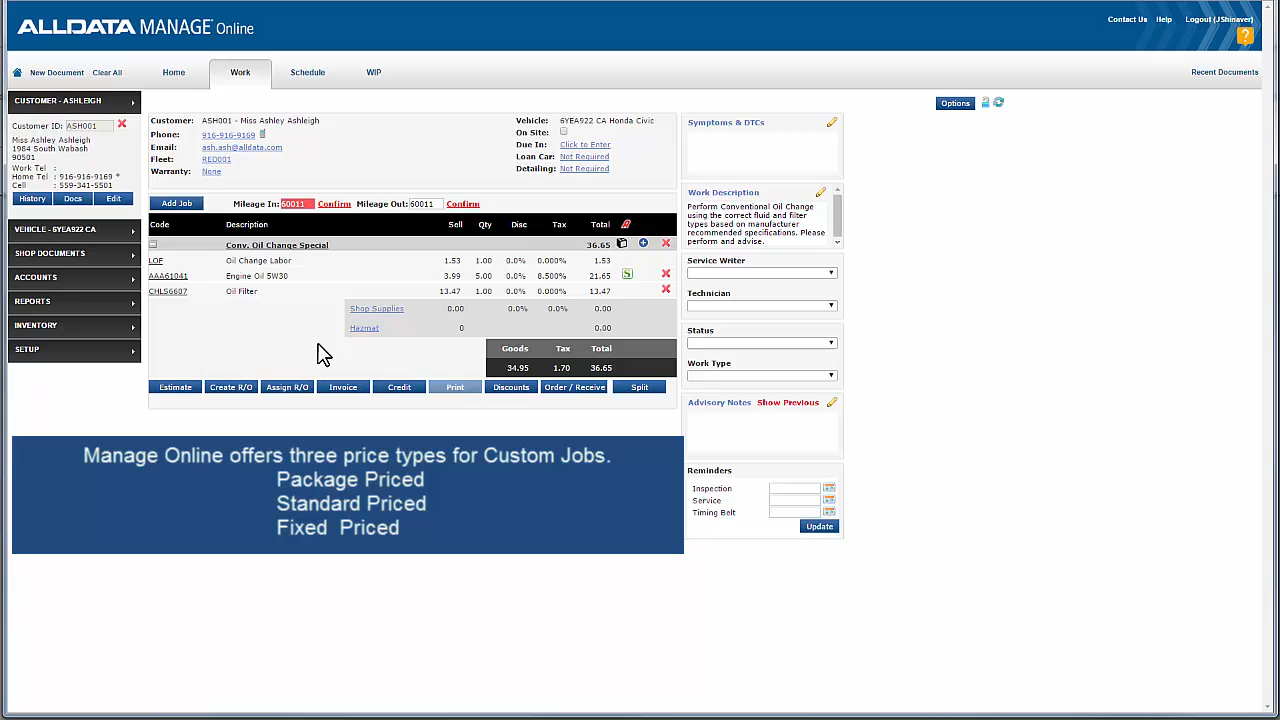 ALLDATA MANAGE Online
Contact Us Help Logout (JShinaver)
?
New Document Clear All Home Work Schedule WIP Recent Documents
CUSTOMER - ASHLEIGH
Customer ID: ASH001
Miss Ashley Ashleigh
1984 South Wabash
90501
Work Tel :
Home Tel : 916-916-9169 *
Cell : 559-341-5501
History Docs Edit
VEHICLE - 6YEA922 CA
SHOP DOCUMENTS
ACCOUNTS
REPORTS
INVENTORY
SETUP
Options
Customer: ASH001 - Miss Ashley Ashleigh
Phone: 916-916-9169
Email: ash.ash@alldata.com
Fleet: RED001
Warranty: None
Vehicle: 6YEA922 CA Honda Civic
On Site:
Due In: Click to Enter
Loan Car: Not Required
Detailing: Not Required
Add Job Mileage In: 60011 Confirm Mileage Out: 60011 Confirm
Code Description Sell Qty Disc Tax Total
Conv. Oil Change Special 36.65
LOF Oil Change Labor 1.53 1.00 0.0% 0.000% 1.53
AAA61041 Engine Oil 5W30 3.99 5.00 0.0% 8.500% 21.65 S
CHLS6607 Oil Filter 13.47 1.00 0.0% 0.000% 13.47
Shop Supplies 0.00 0.0% 0.0% 0.00
Hazmat 0 0.00
Goods Tax Total
34.95 1.70 36.65
Estimate Create R/O Assign R/O Invoice Credit Print Discounts Order / Receive Split
Symptoms & DTCs
Work Description
Perform Conventional Oil Change
using the correct fluid and filter
types based on manufacturer
recommended specifications. Please
perform and advise.
Service Writer
Technician
Status
Work Type
Advisory Notes Show Previous
Reminders
Inspection
Service
Timing Belt
Update
Manage Online offers three price types for Custom Jobs.
Package Priced
Standard Priced
Fixed Priced